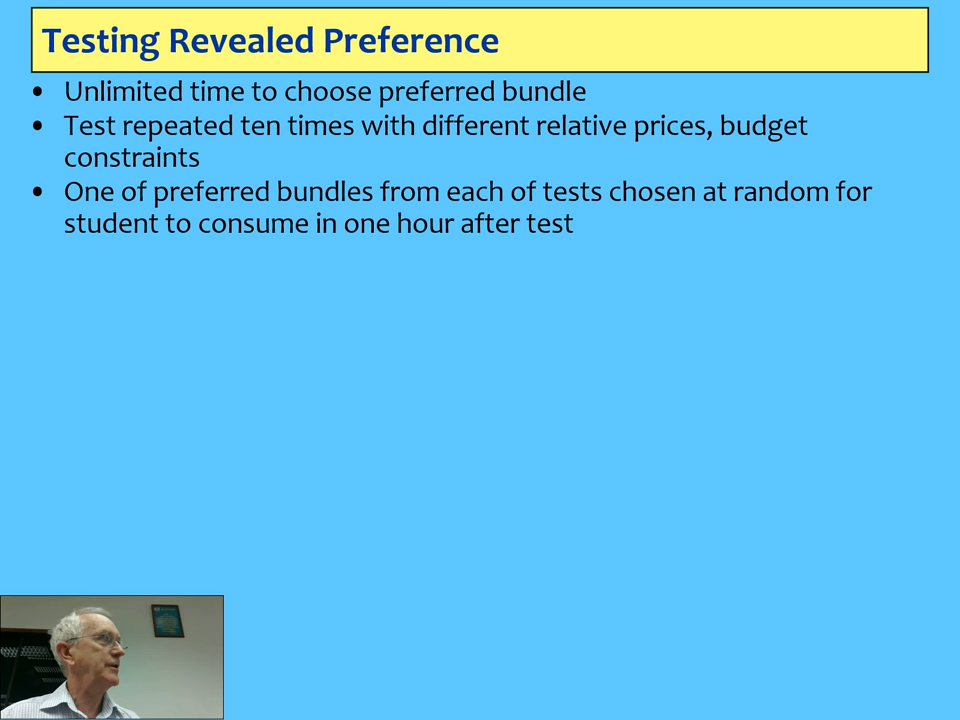 Testing Revealed Preference
• Unlimited time to choose preferred bundle
• Test repeated ten times with different relative prices, budget
constraints
• One of preferred bundles from each of tests chosen at random for
student to consume in one hour after test